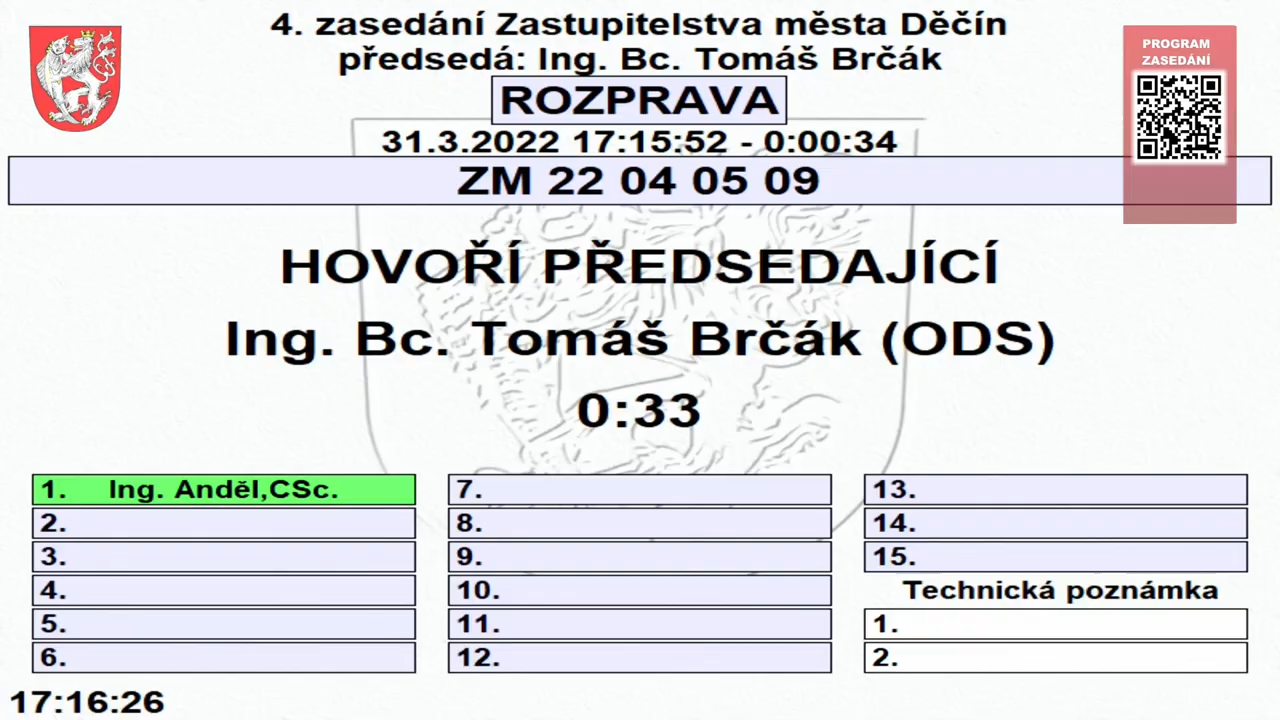 4. zasedání Zastupitelstva města Děčín
předsedá: Ing. Bc. Tomáš Brčák
PROGRAM
ZASEDÁNÍ
ROZPRAVA
31.3.2022 17:15:52 - 0:00:34
ZM 22 04 05 09
HOVOŘÍ PŘEDSEDAJÍCÍ
Ing. Bc. Tomáš Brčák (ODS)
0:33
1. Ing. Anděl,CSc.
2.
3.
4.
5.
6.
7.
8.
9.
10.
11.
12.
13.
14.
15.
Technická poznámka
1.
2.
17:16:26